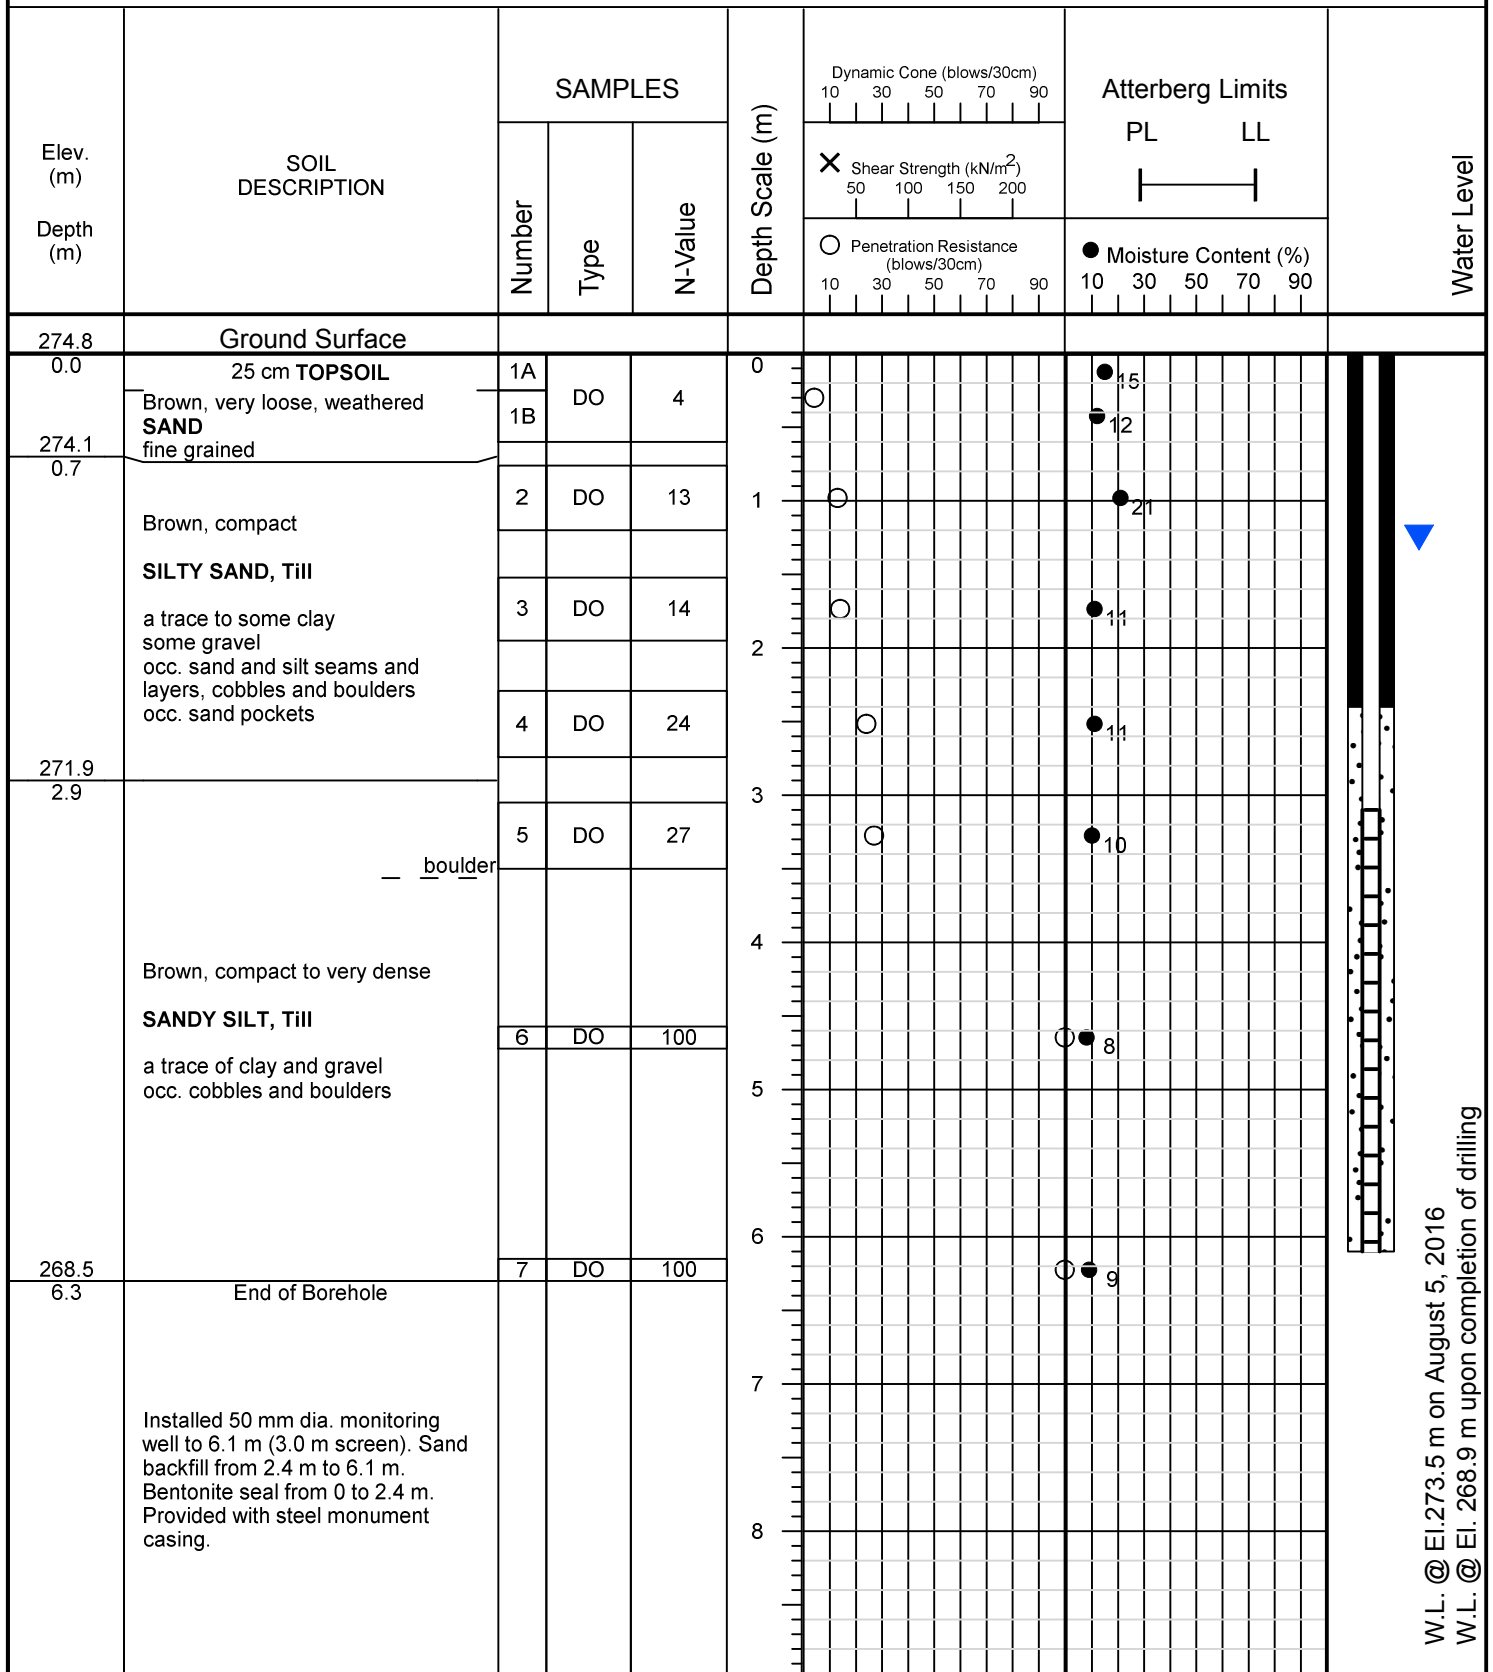 SAMPLES
Elev.
(m)
Depth
(m)
SOIL
DESCRIPTION
Number
Type
N-Value
Depth Scale (m)
Dynamic Cone (blows/30cm)
10 30 50 70 90
Shear Strength (kN/m2)
50 100 150 200
Penetration Resistance
(blows/30cm)
10 30 50 70 90
Atterberg Limits
PL LL
Moisture Content (%)
10 30 50 70 90
Water Level
274.8 Ground Surface
0.0 25 cm TOPSOIL 1A 0
DO 4 15
Brown, very loose, weathered
SAND 1B 12
274.1 fine grained
0.7
2 DO 13 1 21
Brown, compact
SILTY SAND, Till
3 DO 14 11
a trace to some clay
some gravel 2
occ. sand and silt seams and
layers, cobbles and boulders
occ. sand pockets
4 DO 24 11
271.9
2.9 3
5 DO 27 10
boulder
4
Brown, compact to very dense
SANDY SILT, Till
6 DO 100 8
a trace of clay and gravel
occ. cobbles and boulders 5
6
268.5 7 DO 100 9
6.3 End of Borehole
7
Installed 50 mm dia. monitoring
well to 6.1 m (3.0 m screen). Sand
backfill from 2.4 m to 6.1 m.
Bentonite seal from 0 to 2.4 m.
Provided with steel monument
casing.
8
W.L. @ El.273.5 m on August 5, 2016
W.L. @ El. 268.9 m upon completion of drilling